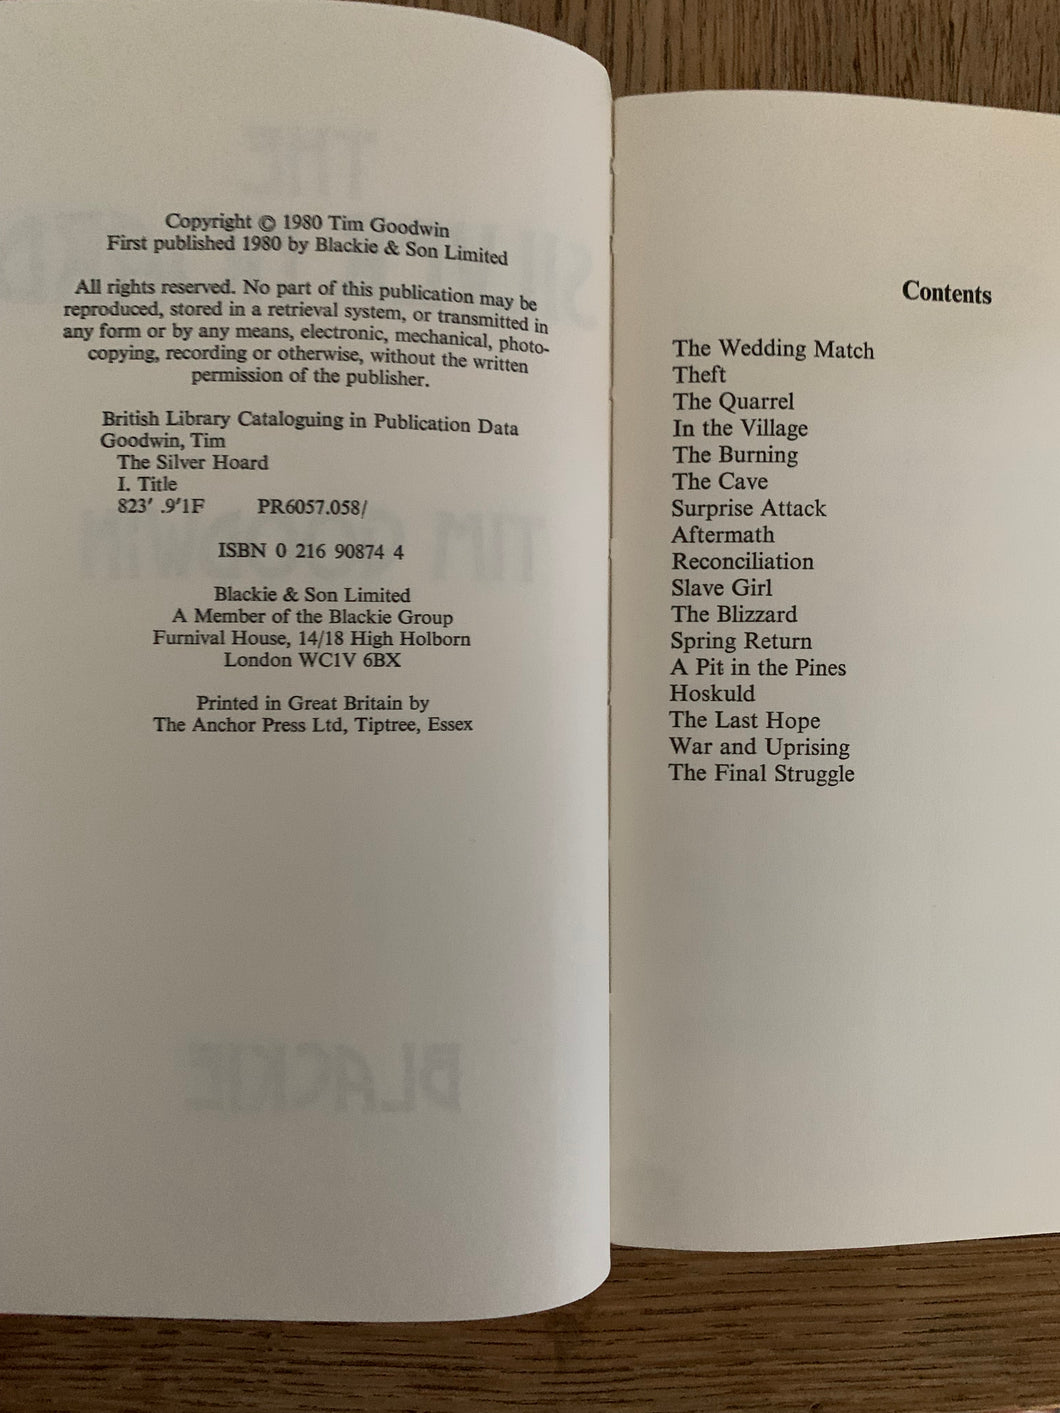 Copyright © 1980 Tim Goodwin
First published 1980 by Blackie & Son Limited
All rights reserved. No part of this publication may be
reproduced, stored in a retrieval system, or transmitted in
any form or by any means, electronic, mechanical, photo-
copying, recording or otherwise, without the written
permission of the publisher.
British Library Cataloguing in Publication Data
Goodwin, Tim
The Silver Hoard
I. Title
823′ .9′1F PR6057.058/
ISBN 0 216 90874 4
Blackie & Son Limited
A Member of the Blackie Group
Furnival House, 14/18 High Holborn
London WC1V 6BX
Printed in Great Britain by
The Anchor Press Ltd, Tiptree, Essex
Contents
The Wedding Match
Theft
The Quarrel
In the Village
The Burning
The Cave
Surprise Attack
Aftermath
Reconciliation
Slave Girl
The Blizzard
Spring Return
A Pit in the Pines
Hoskuld
The Last Hope
War and Uprising
The Final Struggle